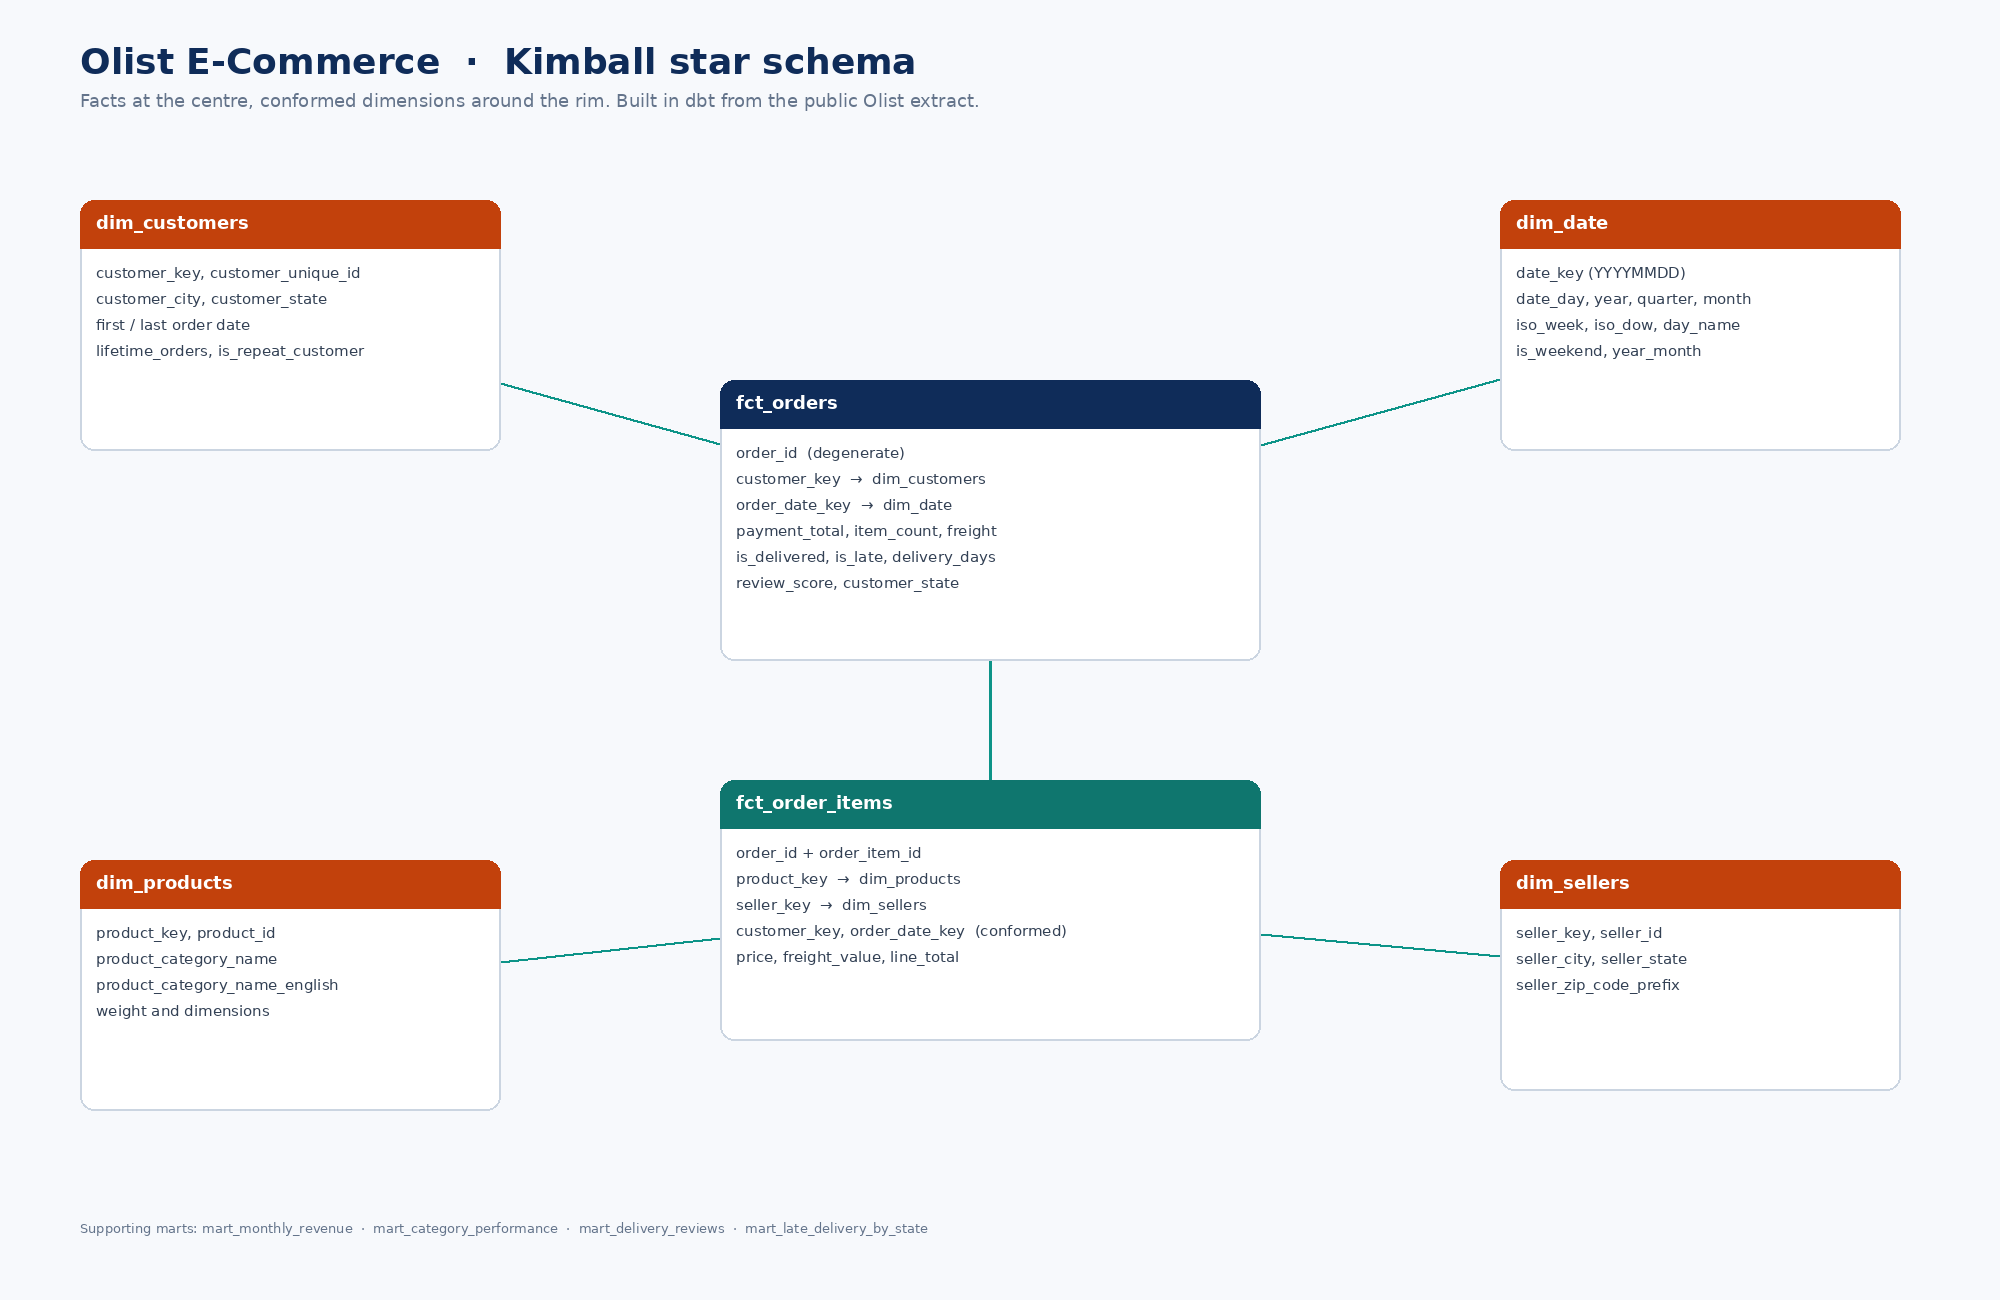 Olist E-Commerce · Kimball star schema
Facts at the centre, conformed dimensions around the rim. Built in dbt from the public Olist extract.
dim_customers
customer_key, customer_unique_id
customer_city, customer_state
first / last order date
lifetime_orders, is_repeat_customer
dim_date
date_key (YYYYMMDD)
date_day, year, quarter, month
iso_week, iso_dow, day_name
is_weekend, year_month
fct_orders
order_id (degenerate)
customer_key → dim_customers
order_date_key → dim_date
payment_total, item_count, freight
is_delivered, is_late, delivery_days
review_score, customer_state
fct_order_items
order_id + order_item_id
product_key → dim_products
seller_key → dim_sellers
customer_key, order_date_key (conformed)
price, freight_value, line_total
dim_products
product_key, product_id
product_category_name
product_category_name_english
weight and dimensions
dim_sellers
seller_key, seller_id
seller_city, seller_state
seller_zip_code_prefix
Supporting marts: mart_monthly_revenue · mart_category_performance · mart_delivery_reviews · mart_late_delivery_by_state